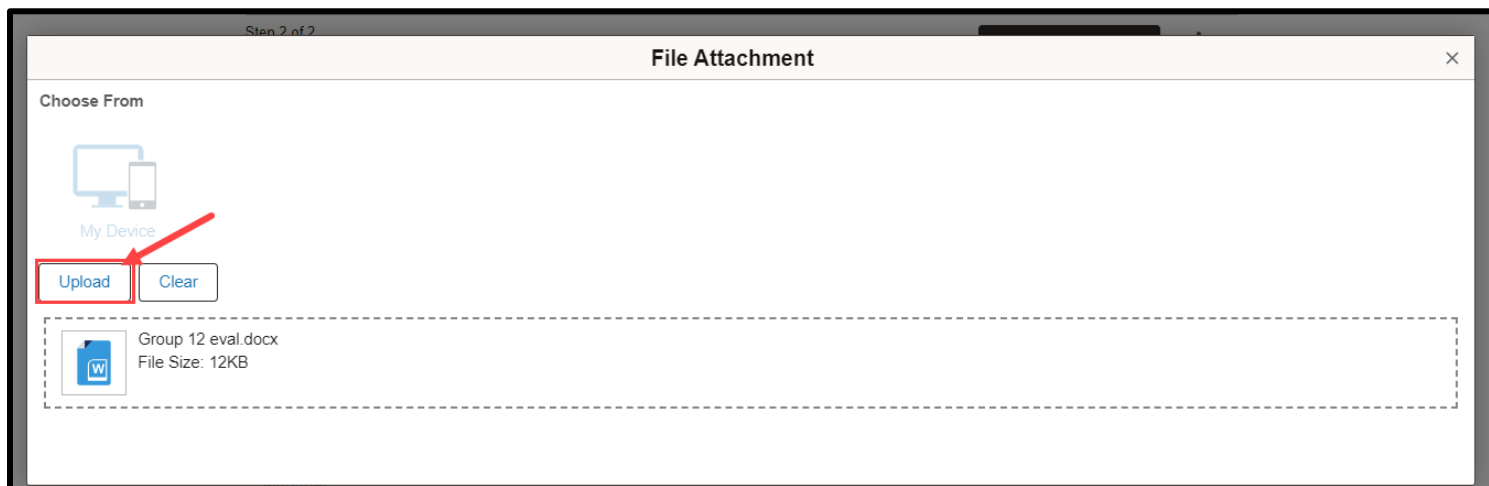 Step 2 of 2
File Attachment
Choose From
My Device
Upload Clear
Group 12 eval.docx
File Size: 12KB
W